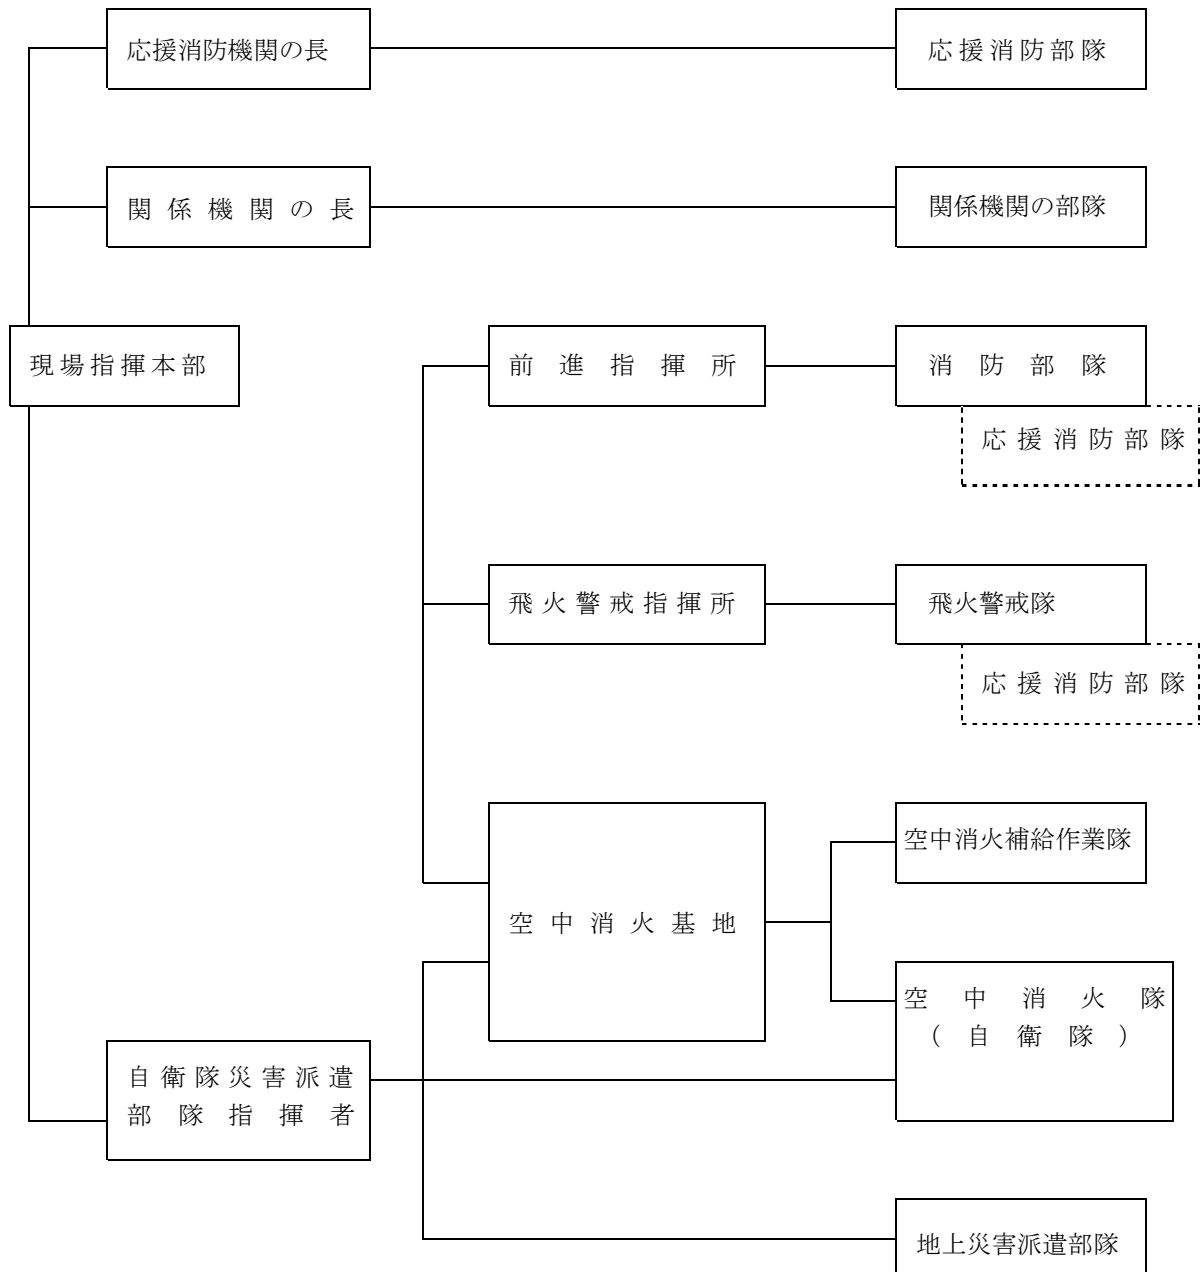 応援消防機関の長
応援消防部隊
関係機関の長
関係機関の部隊
現場指揮本部
前進指揮所
消防部隊
応援消防部隊
飛火警戒指揮所
飛火警戒隊
応援消防部隊
空中消火基地
空中消火補給作業隊
空中消火隊
(自衛隊)
自衛隊災害派遣
部隊指揮者
地上災害派遣部隊